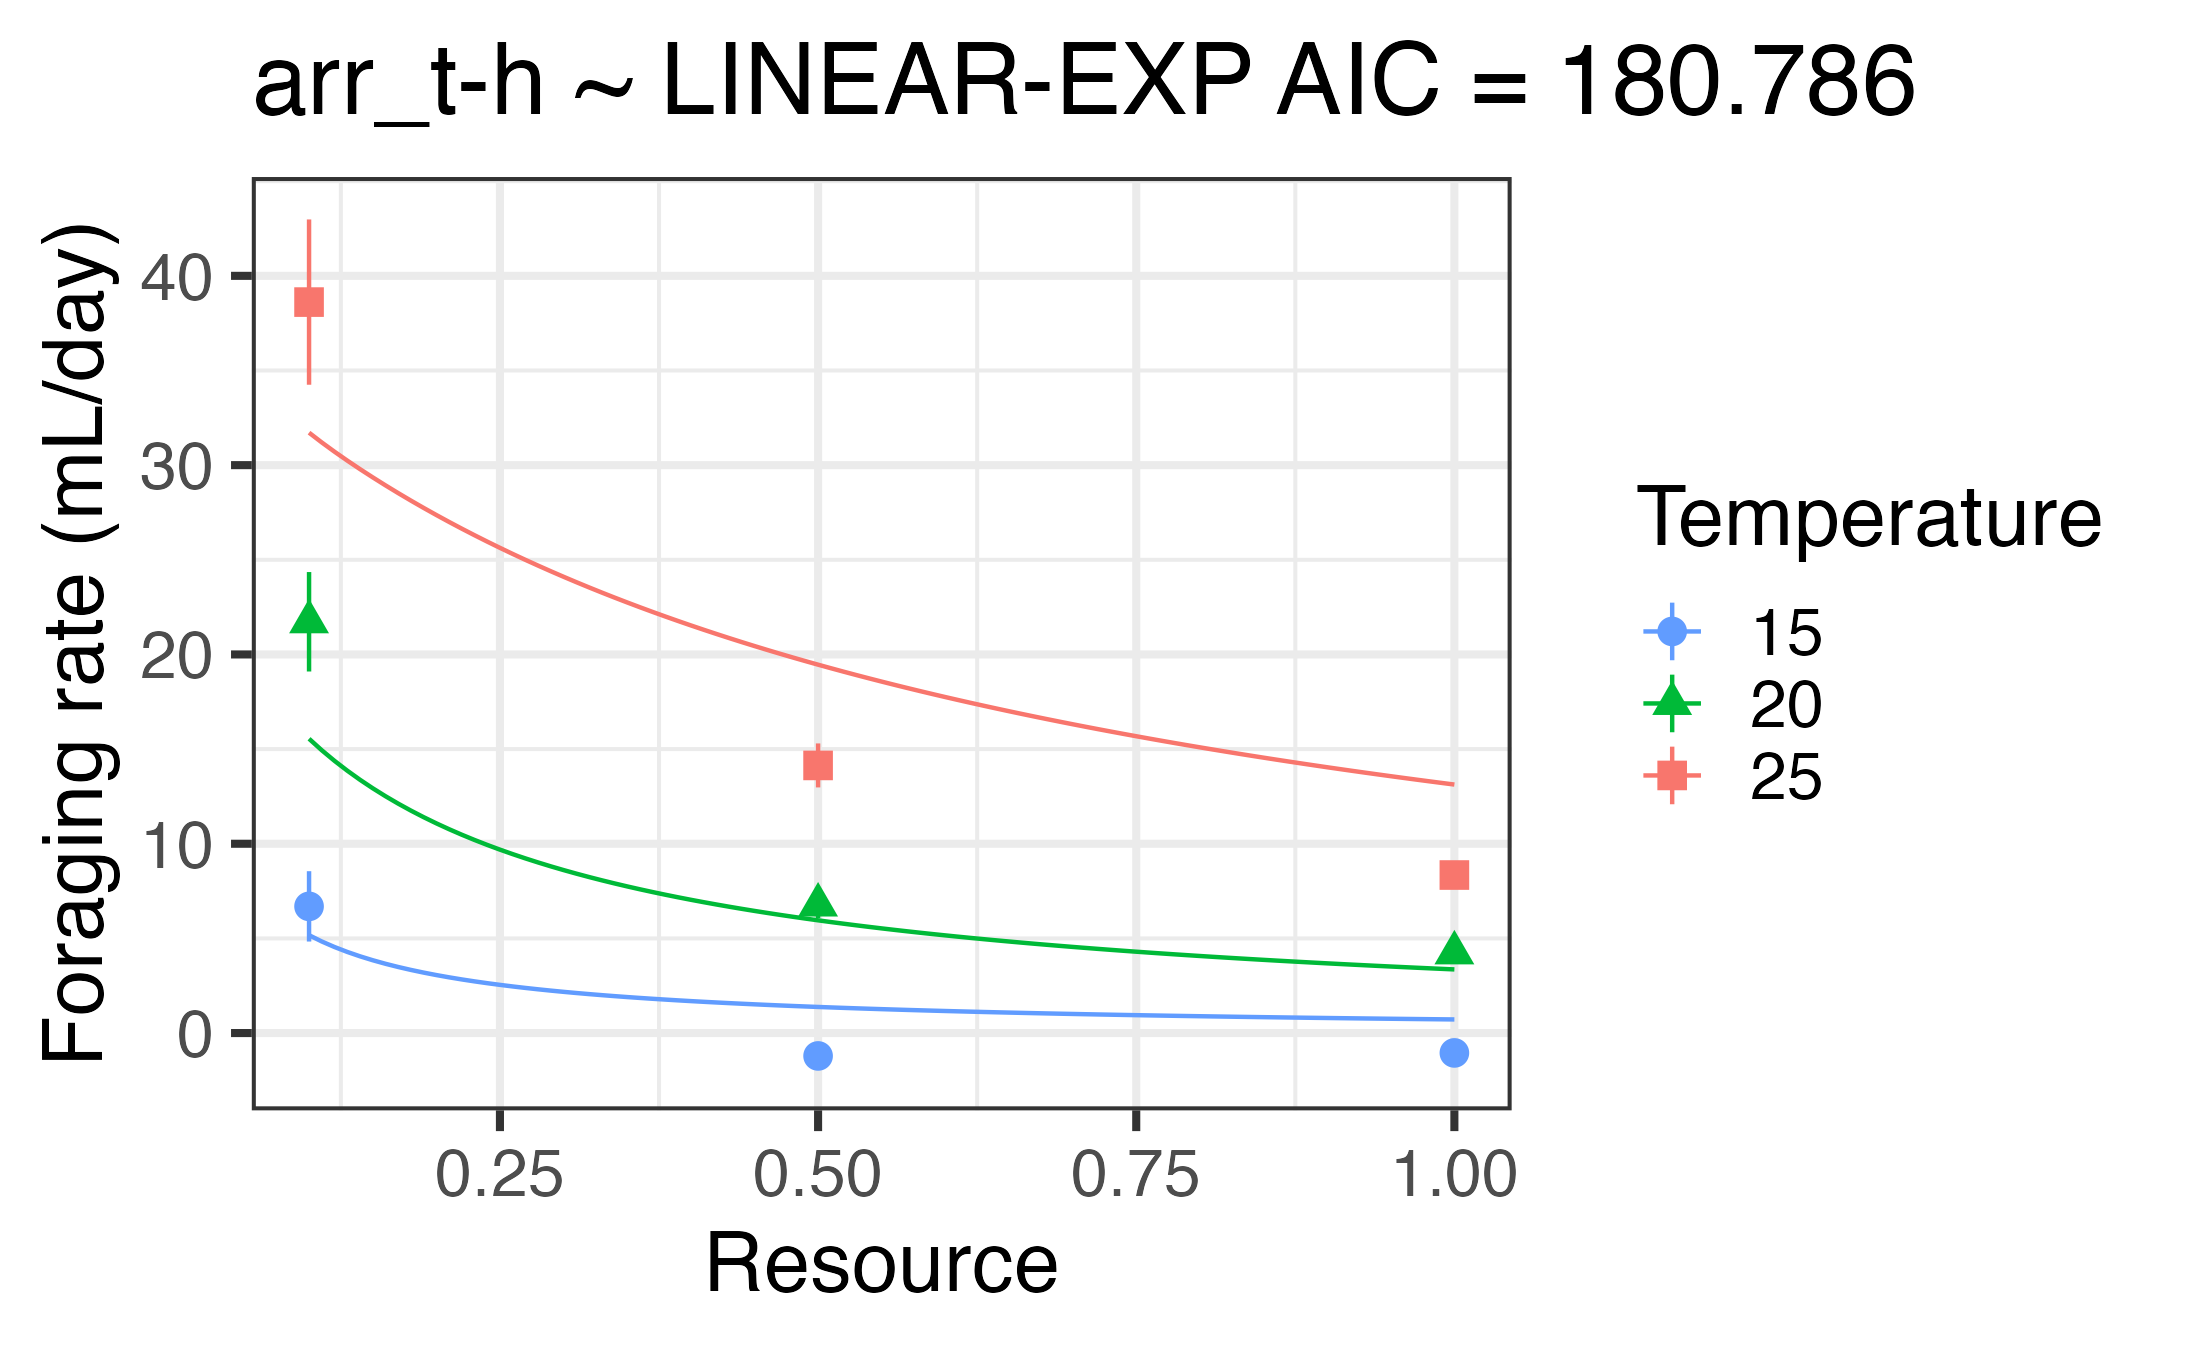 arr_t-h ~ LINEAR-EXP AIC = 180.786
Foraging rate (mL/day)
40
30
20
10
0
0.25 0.50 0.75 1.00
Resource
Temperature
15
20
25